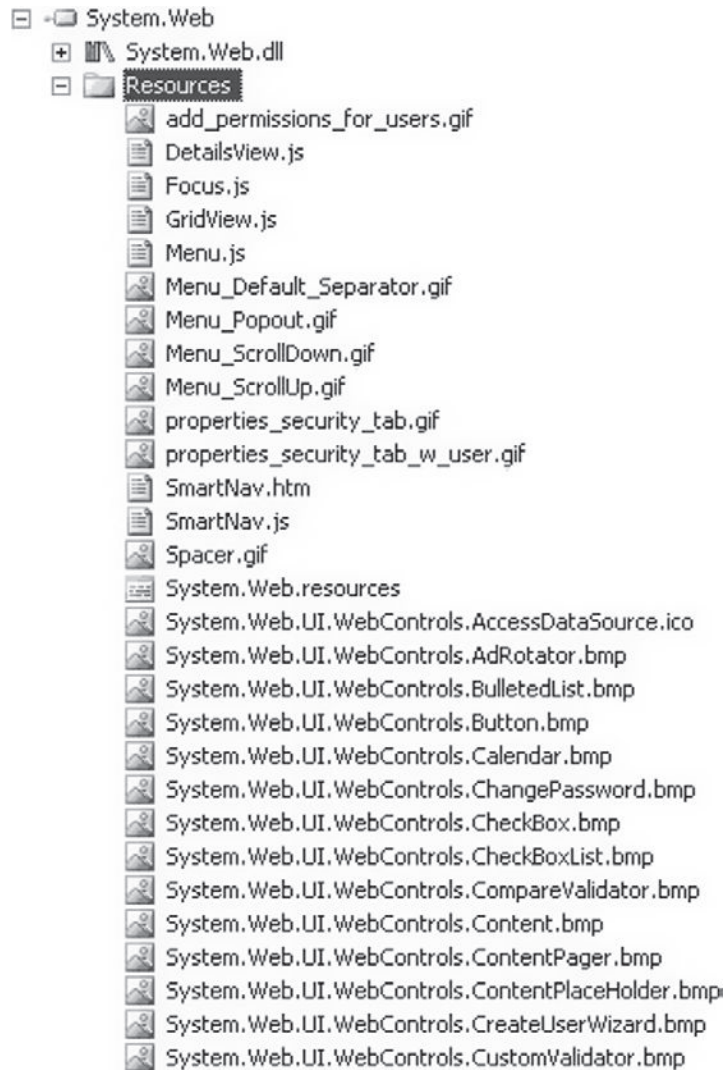 System.Web
System.Web.dll
Resources
add_permissions_for_users.gif
DetailsView.js
Focus.js
GridView.js
Menu.js
Menu_Default_Separator.gif
Menu_Popout.gif
Menu_ScrollDown.gif
Menu_ScrollUp.gif
properties_security_tab.gif
properties_security_tab_w_user.gif
SmartNav.htm
SmartNav.js
Spacer.gif
System.Web.resources
System.Web.UI.WebControls.AccessDataSource.ico
System.Web.UI.WebControls.AdRotator.bmp
System.Web.UI.WebControls.BulletedList.bmp
System.Web.UI.WebControls.Button.bmp
System.Web.UI.WebControls.Calendar.bmp
System.Web.UI.WebControls.ChangePassword.bmp
System.Web.UI.WebControls.CheckBox.bmp
System.Web.UI.WebControls.CheckBoxList.bmp
System.Web.UI.WebControls.CompareValidator.bmp
System.Web.UI.WebControls.Content.bmp
System.Web.UI.WebControls.ContentPager.bmp
System.Web.UI.WebControls.ContentPlaceHolder.bmp
System.Web.UI.WebControls.CreateUserWizard.bmp
System.Web.UI.WebControls.CustomValidator.bmp